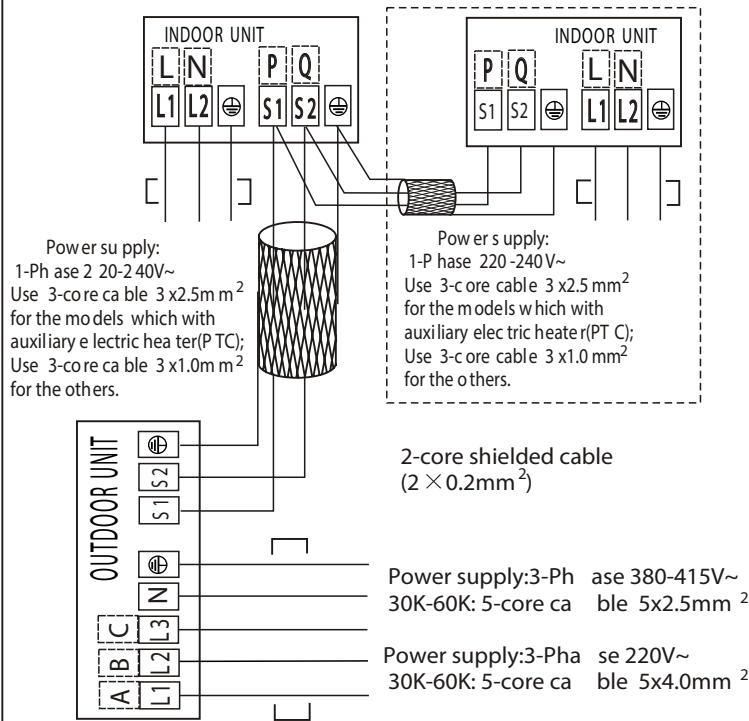 INDOOR UNIT
L N P Q
L1 L2 S1 S2
Power supply:
1-Phase 220-240V~
Use 3-core cable 3x2.5mm2
for the models which with
auxiliary electric heater(PTC);
Use 3-core cable 3x1.0mm2
for the others.
INDOOR UNIT
P Q L N
S1 S2 L1 L2
Power supply:
1-Phase 220-240V~
Use 3-core cable 3x2.5mm2
for the models which with
auxiliary electric heater(PTC);
Use 3-core cable 3x1.0mm2
for the others.
OUTDOOR UNIT
S2
S1
N
C L3
B L2
A L1
2-core shielded cable
(2×0.2mm2)
Power supply:3-Phase 380-415V~
30K-60K: 5-core cable 5x2.5mm2
Power supply:3-Phase 220V~
30K-60K: 5-core cable 5x4.0mm2